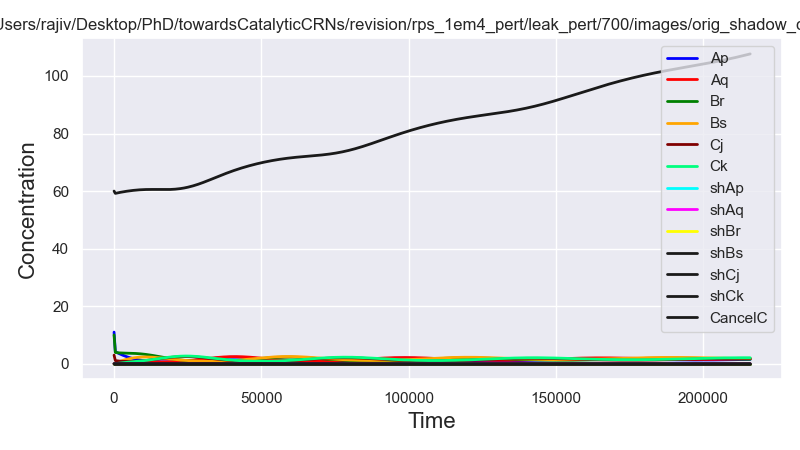 Jsers/rajiv/Desktop/PhD/towardsCatalyticCRNs/revision/rps_1em4_pert/leak_pert/700/images/orig_shadow_c
Concentration
100
80
60
40
20
0
0
50000
100000
150000
200000
Time
Ap
Aq
Br
Bs
Cj
Ck
shAp
shAq
shBr
shBs
shCj
shCk
CancelC